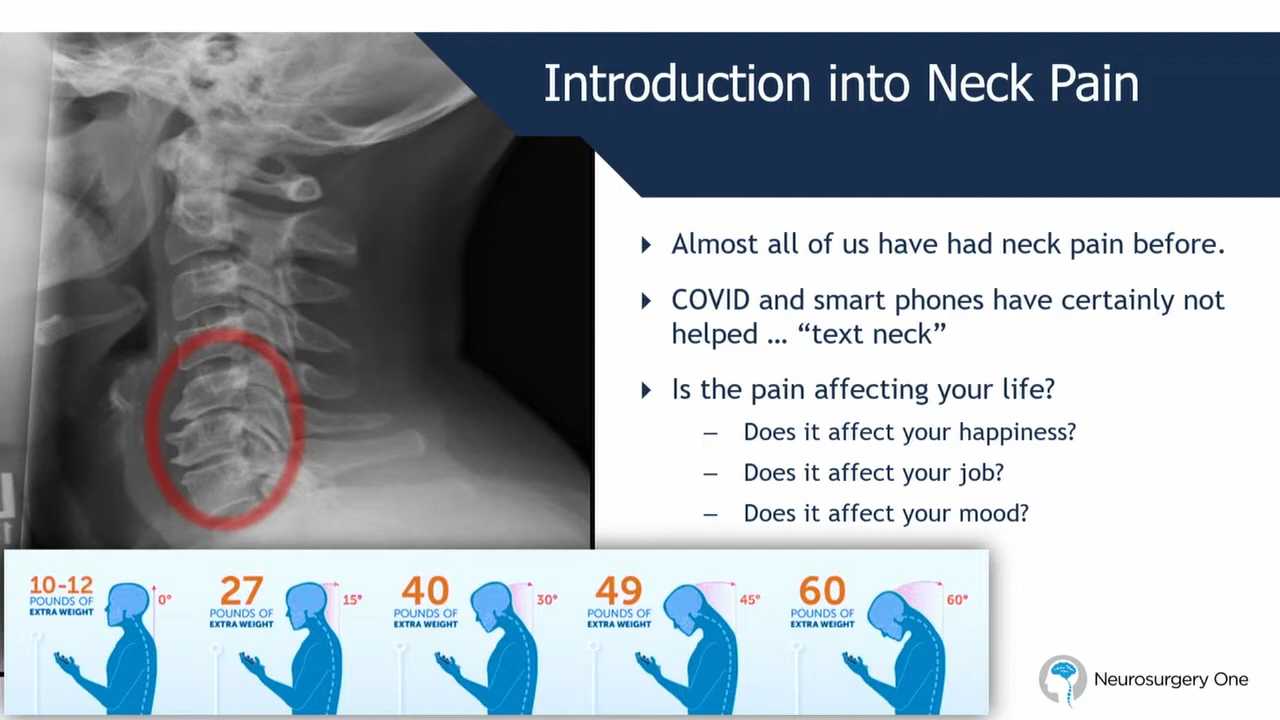 Introduction into Neck Pain
Almost all of us have had neck pain before.
COVID and smart phones have certainly not
helped … “text neck”
Is the pain affecting your life?
– Does it affect your happiness?
– Does it affect your job?
– Does it affect your mood?
10-12
POUNDS OF
EXTRA WEIGHT
0°
27
POUNDS OF
EXTRA WEIGHT
15°
40
POUNDS OF
EXTRA WEIGHT
30°
49
POUNDS OF
EXTRA WEIGHT
45°
60
POUNDS OF
EXTRA WEIGHT
60°
Neurosurgery One